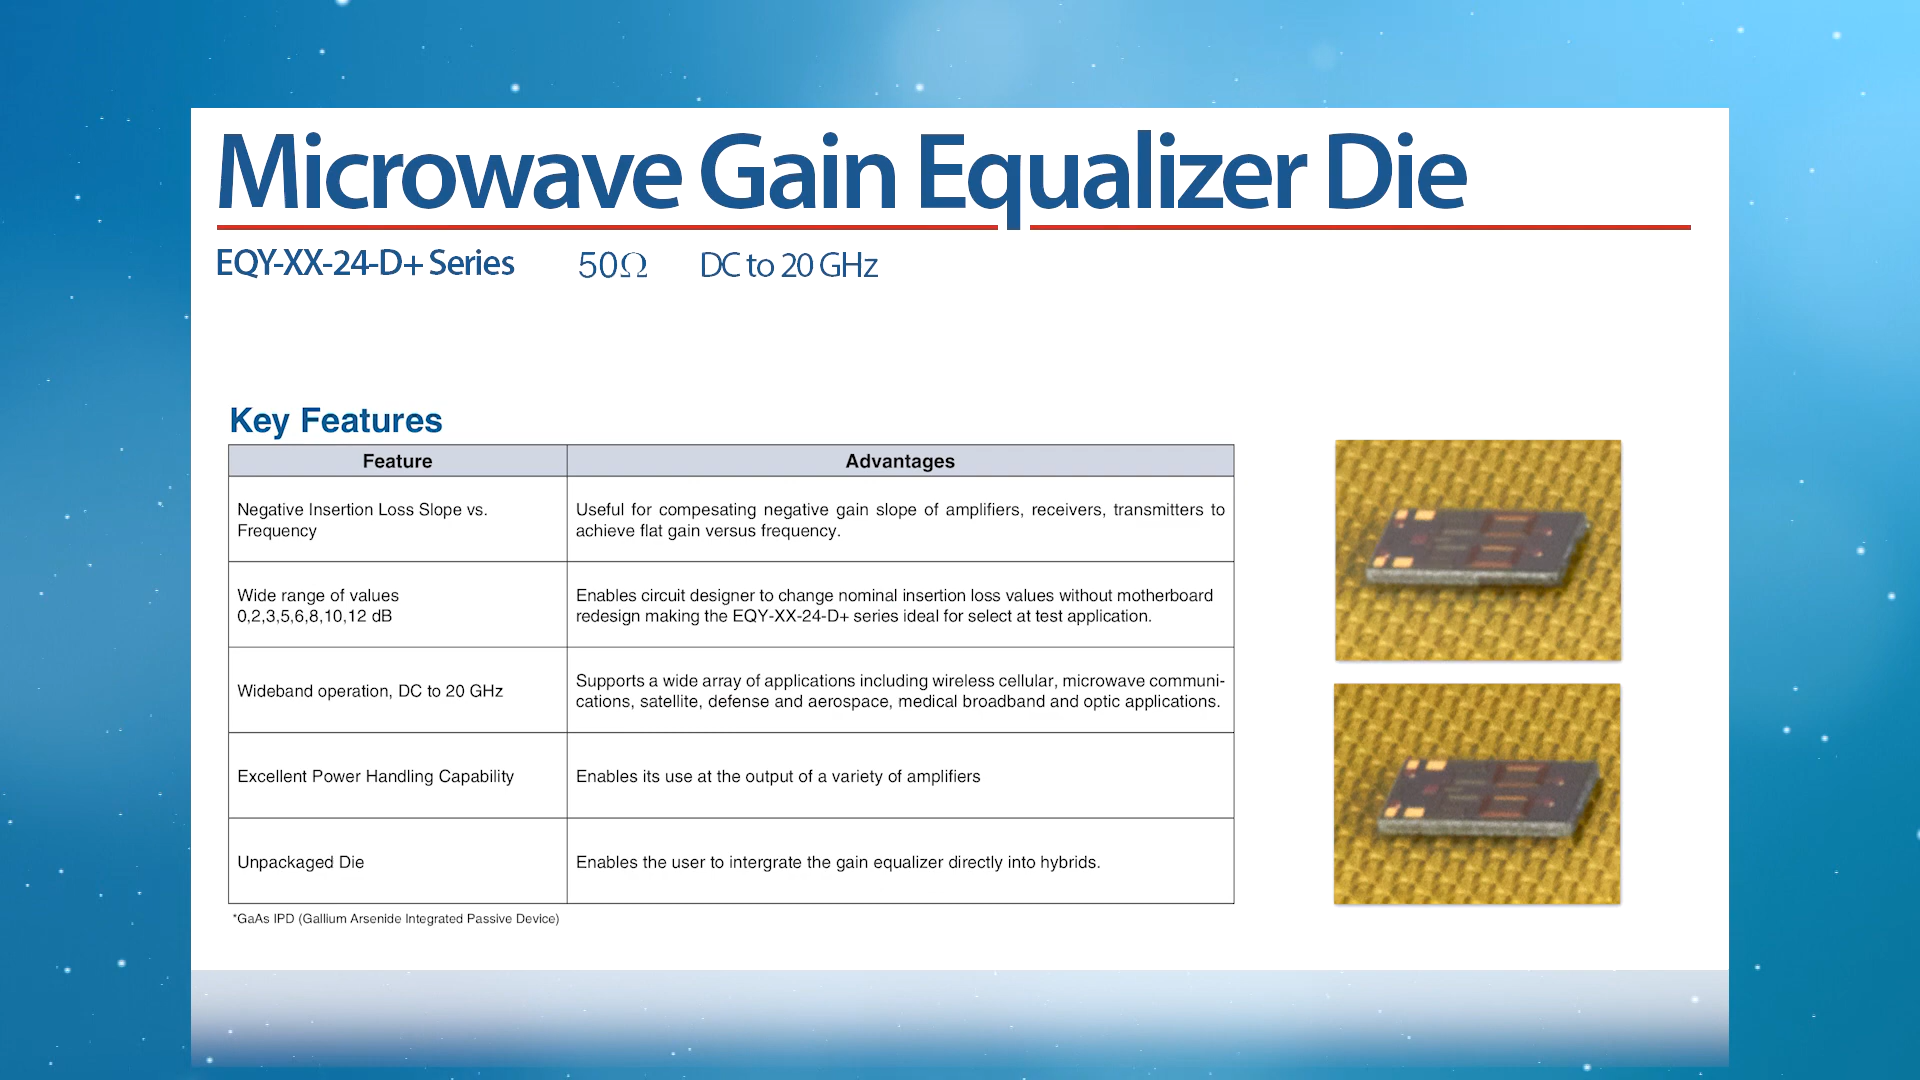 Microwave Gain Equalizer Die
EQY-XX-24-D+ Series 50Ω DC to 20 GHz
Key Features
Feature Advantages
Negative Insertion Loss Slope vs.
Frequency
Useful for compesating negative gain slope of amplifiers, receivers, transmitters to
achieve flat gain versus frequency.
Wide range of values
0,2,3,5,6,8,10,12 dB
Enables circuit designer to change nominal insertion loss values without motherboard
redesign making the EQY-XX-24-D+ series ideal for select at test application.
Wideband operation, DC to 20 GHz
Supports a wide array of applications including wireless cellular, microwave communi-
cations, satellite, defense and aerospace, medical broadband and optic applications.
Excellent Power Handling Capability
Enables its use at the output of a variety of amplifiers
Unpackaged Die
Enables the user to intergrate the gain equalizer directly into hybrids.
*GaAs IPD (Gallium Arsenide Integrated Passive Device)